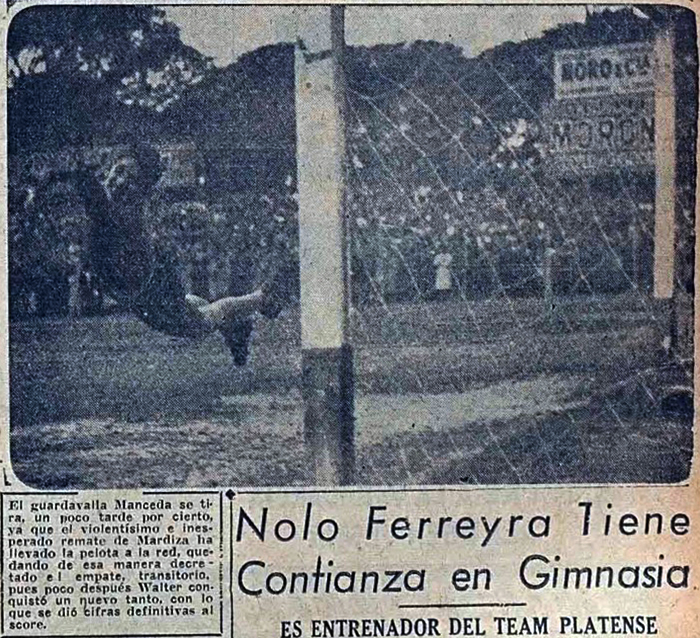 MORO & CIA
MORON
El guardavalla Manceda se ti-
ra, un poco tarde por cierto,
ya que el violentísimo e ines-
perado remate de Mardiza ha
llevado la pelota a la red, que-
dando de esa manera decre-
tado el empate, transitorio,
pues poco después Walter con-
quistó un nuevo tanto, con lo
que se dió cifras definitivas al
score.
Nolo Ferreyra Tiene
Confianza en Gimnasia
ES ENTRENADOR DEL TEAM PLATENSE